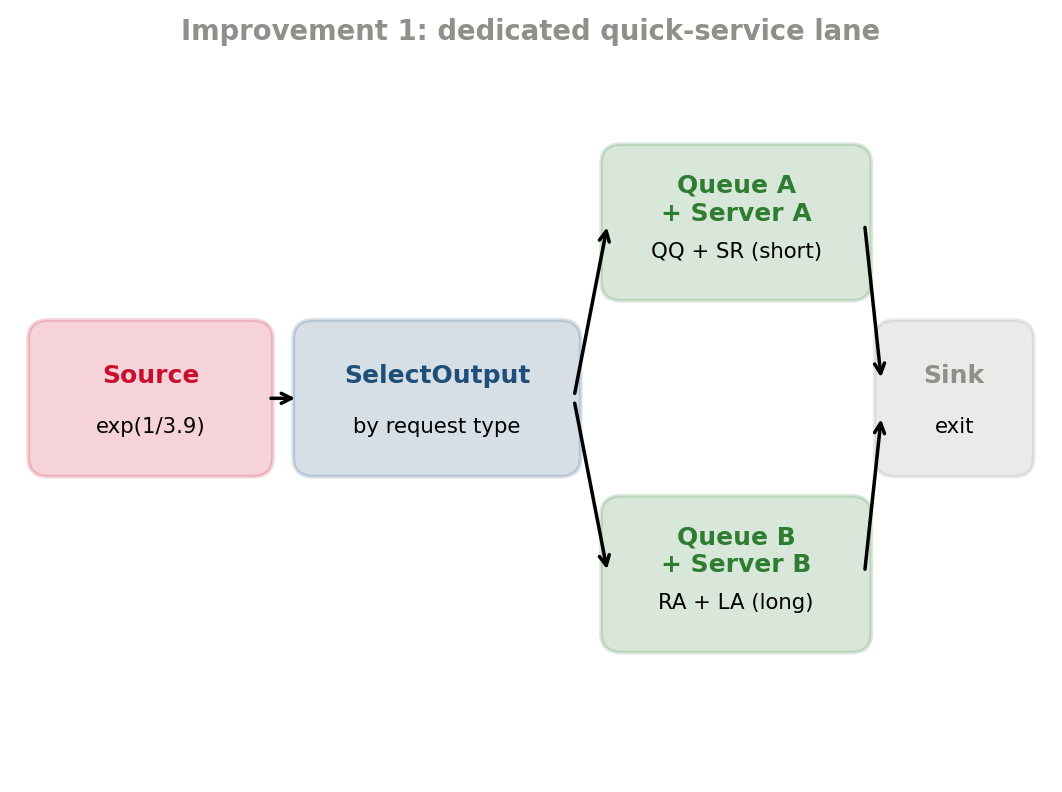 Improvement 1: dedicated quick-service lane
Source
exp(1/3.9)
SelectOutput
by request type
Queue A
+ Server A
QQ + SR (short)
Queue B
+ Server B
RA + LA (long)
Sink
exit